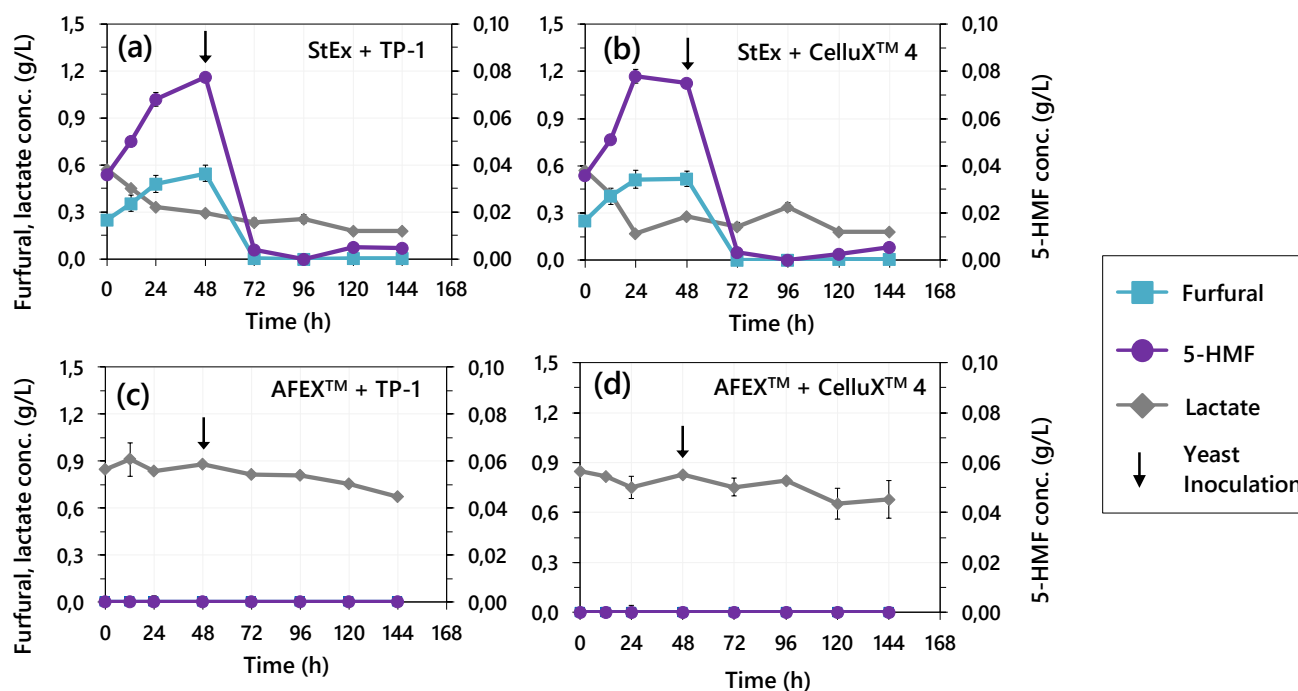 Furfural, lactate conc. (g/L)
1,5
1,2
0,9
0,6
0,3
0,0
(a)
StEx + TP-1
0,10
0,08
0,06
0,04
0,02
0,00
0 24 48 72 96 120 144 168
Time (h)
1,5
1,2
0,9
0,6
0,3
0,0
(b)
StEx + CelluX™ 4
0,10
0,08
0,06
0,04
0,02
0,00
5-HMF conc. (g/L)
0 24 48 72 96 120 144 168
Time (h)
Furfural, lactate conc. (g/L)
1,5
1,2
0,9
0,6
0,3
0,0
(c)
AFEX™ + TP-1
0,10
0,08
0,06
0,04
0,02
0,00
0 24 48 72 96 120 144 168
Time (h)
1,5
1,2
0,9
0,6
0,3
0,0
(d)
AFEX™ + CelluX™ 4
0,10
0,08
0,06
0,04
0,02
0,00
5-HMF conc. (g/L)
0 24 48 72 96 120 144 168
Time (h)
Furfural
5-HMF
Lactate
Yeast
Inoculation